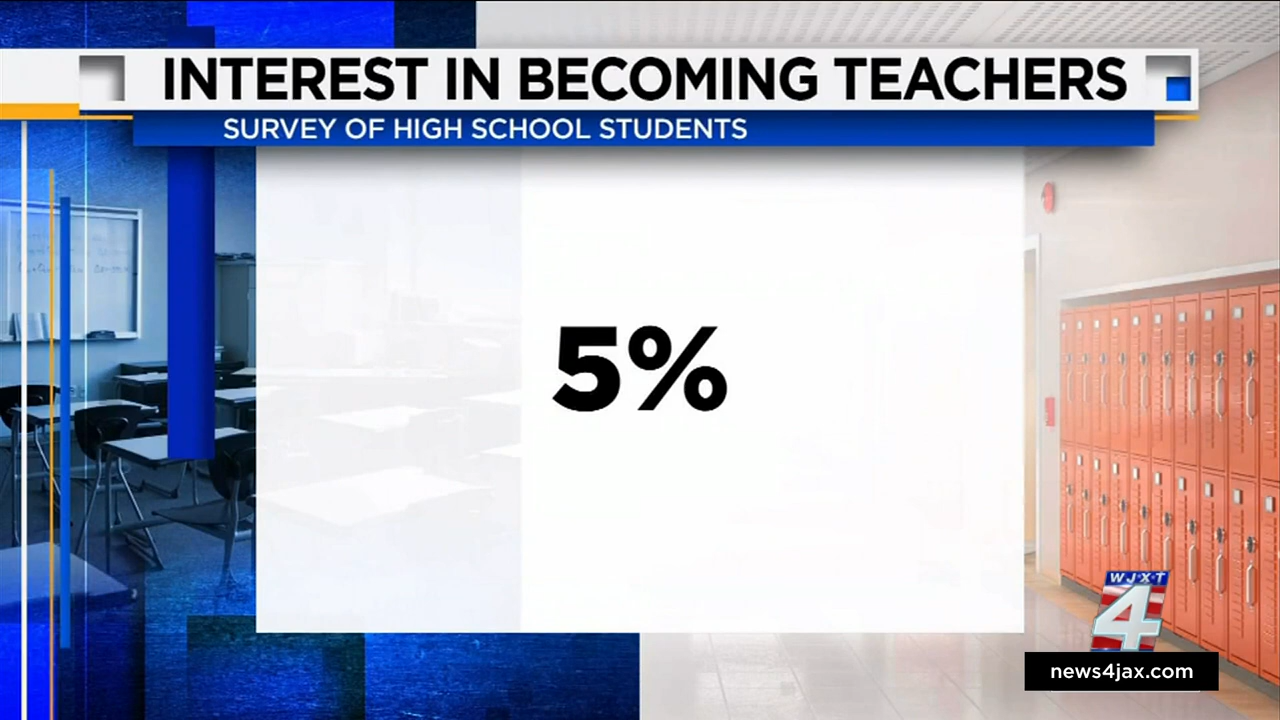 INTEREST IN BECOMING TEACHERS
SURVEY OF HIGH SCHOOL STUDENTS
5%
WJXT
4
news4jax.com